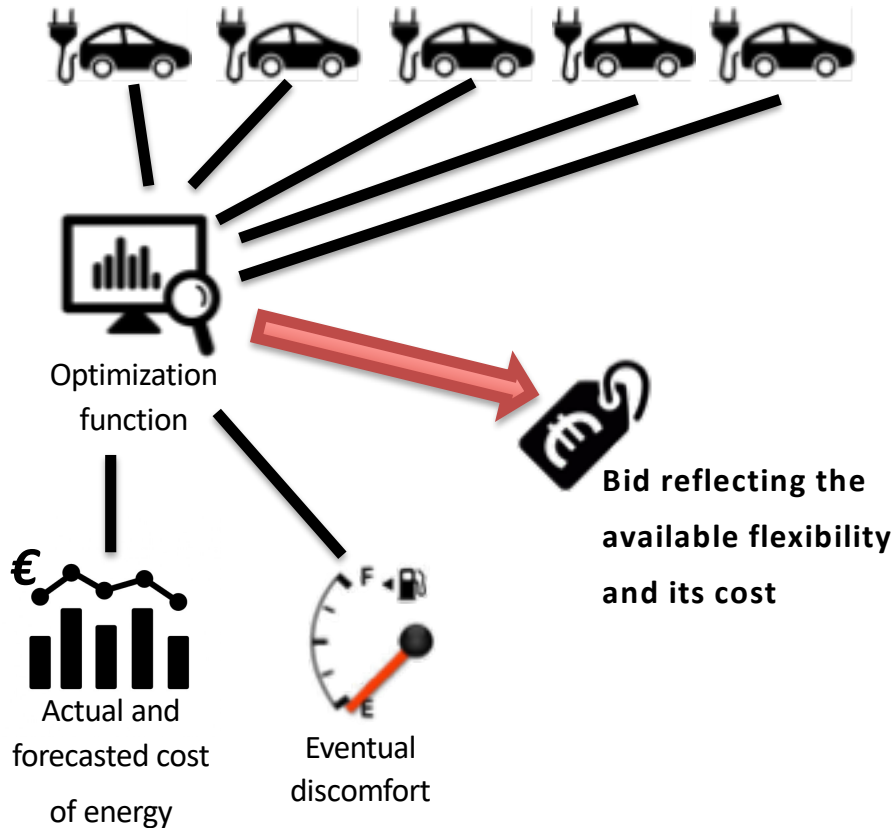 Optimization
function
€
Bid reflecting the
available flexibility
and its cost
€
F
E
Actual and
forecasted cost
of energy
Eventual
discomfort